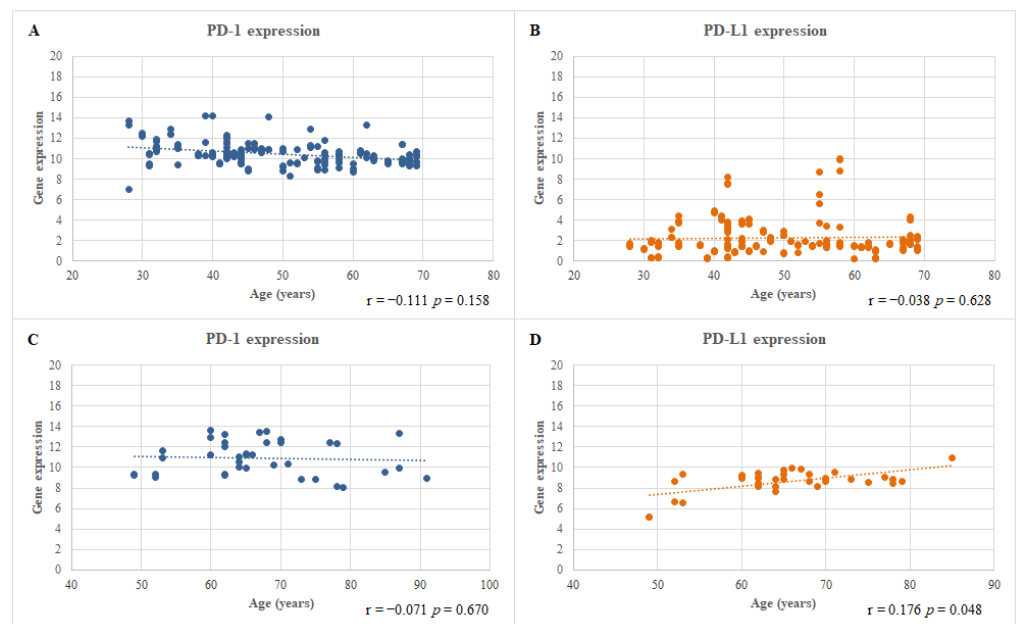 A
PD-1 expression
20
18
16
14
12
10
8
6
4
2
0
Gene expression
20 30 40 50 60 70 80
Age (years)
r = −0.111 p = 0.158
B
PD-L1 expression
20
18
16
14
12
10
8
6
4
2
0
Gene expression
20 30 40 50 60 70 80
Age (years)
r = −0.038 p = 0.628
C
PD-1 expression
20
18
16
14
12
10
8
6
4
2
0
Gene expression
40 50 60 70 80 90 100
Age (years)
r = −0.071 p = 0.670
D
PD-L1 expression
20
18
16
14
12
10
8
6
4
2
0
Gene expression
40 50 60 70 80 90
Age (years)
r = 0.176 p = 0.048